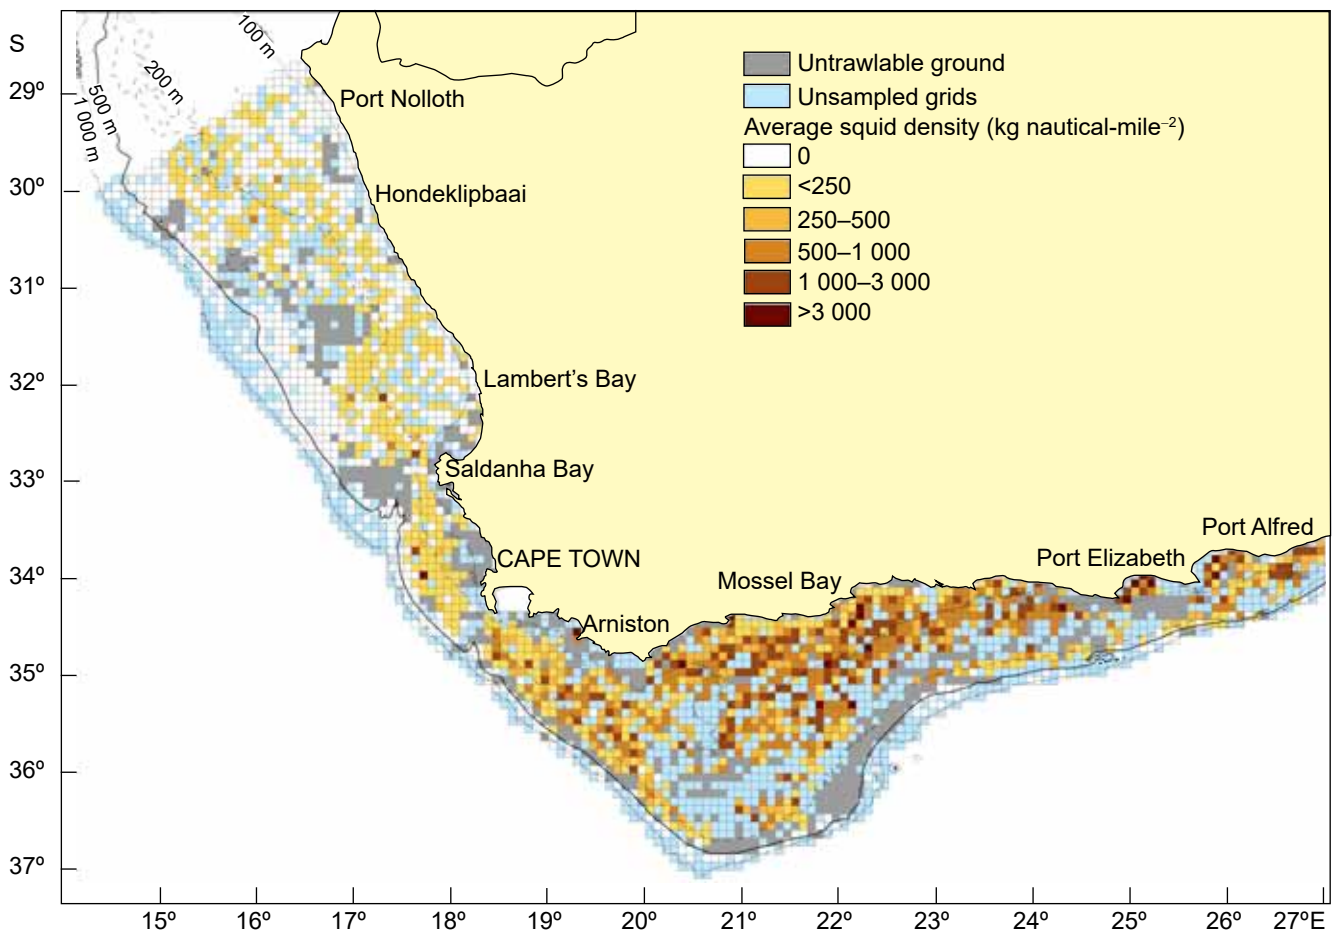 S
100 m
200 m
500 m
1 000 m
29º
30º
31º
32º
33º
34º
35º
36º
37º
Port Nolloth
Hondeklipbaai
Lambert’s Bay
Saldanha Bay
CAPE TOWN
Arniston
Mossel Bay
Port Elizabeth
Port Alfred
Untrawlable ground
Unsampled grids
Average squid density (kg nautical-mile⁻²)
0
<250
250–500
500–1 000
1 000–3 000
>3 000
15º 16º 17º 18º 19º 20º 21º 22º 23º 24º 25º 26º 27ºE